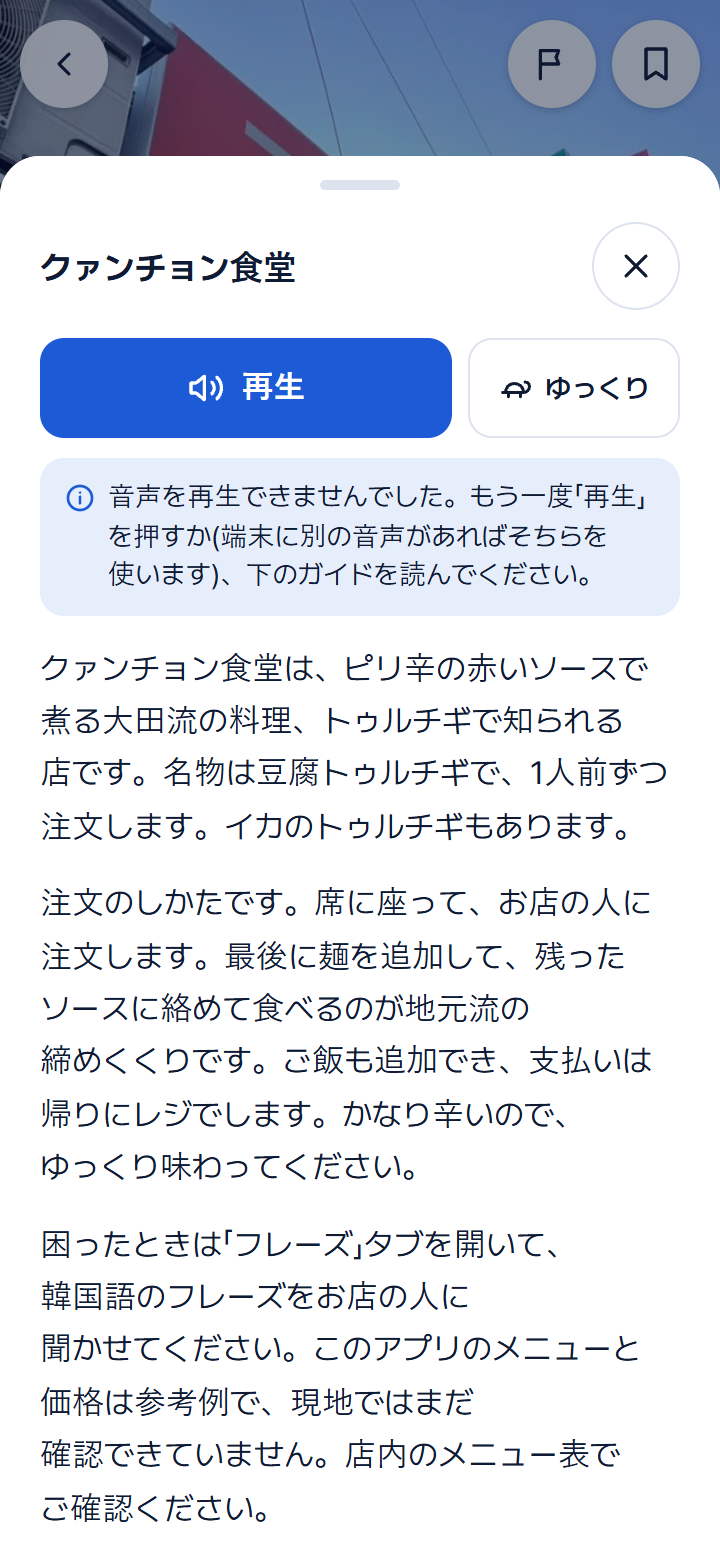 クァンチョン食堂
再生
ゆっくり
音声を再生できませんでした。もう一度「再生」
を押すか(端末に別の音声があればそちらを
使います)、下のガイドを読んでください。
クァンチョン食堂は、ピリ辛の赤いソースで
煮る大田流の料理、トゥルチギで知られる
店です。名物は豆腐トゥルチギで、1人前ずつ
注文します。イカのトゥルチギもあります。
注文のしかたです。席に座って、お店の人に
注文します。最後に麺を追加して、残った
ソースに絡めて食べるのが地元流の
締めくくりです。ご飯も追加でき、支払いは
帰りにレジでします。かなり辛いので、
ゆっくり味わってください。
困ったときは「フレーズ」タブを開いて、
韓国語のフレーズをお店の人に
聞かせてください。このアプリのメニューと
価格は参考例で、現地ではまだ
確認できていません。店内のメニュー表で
ご確認ください。